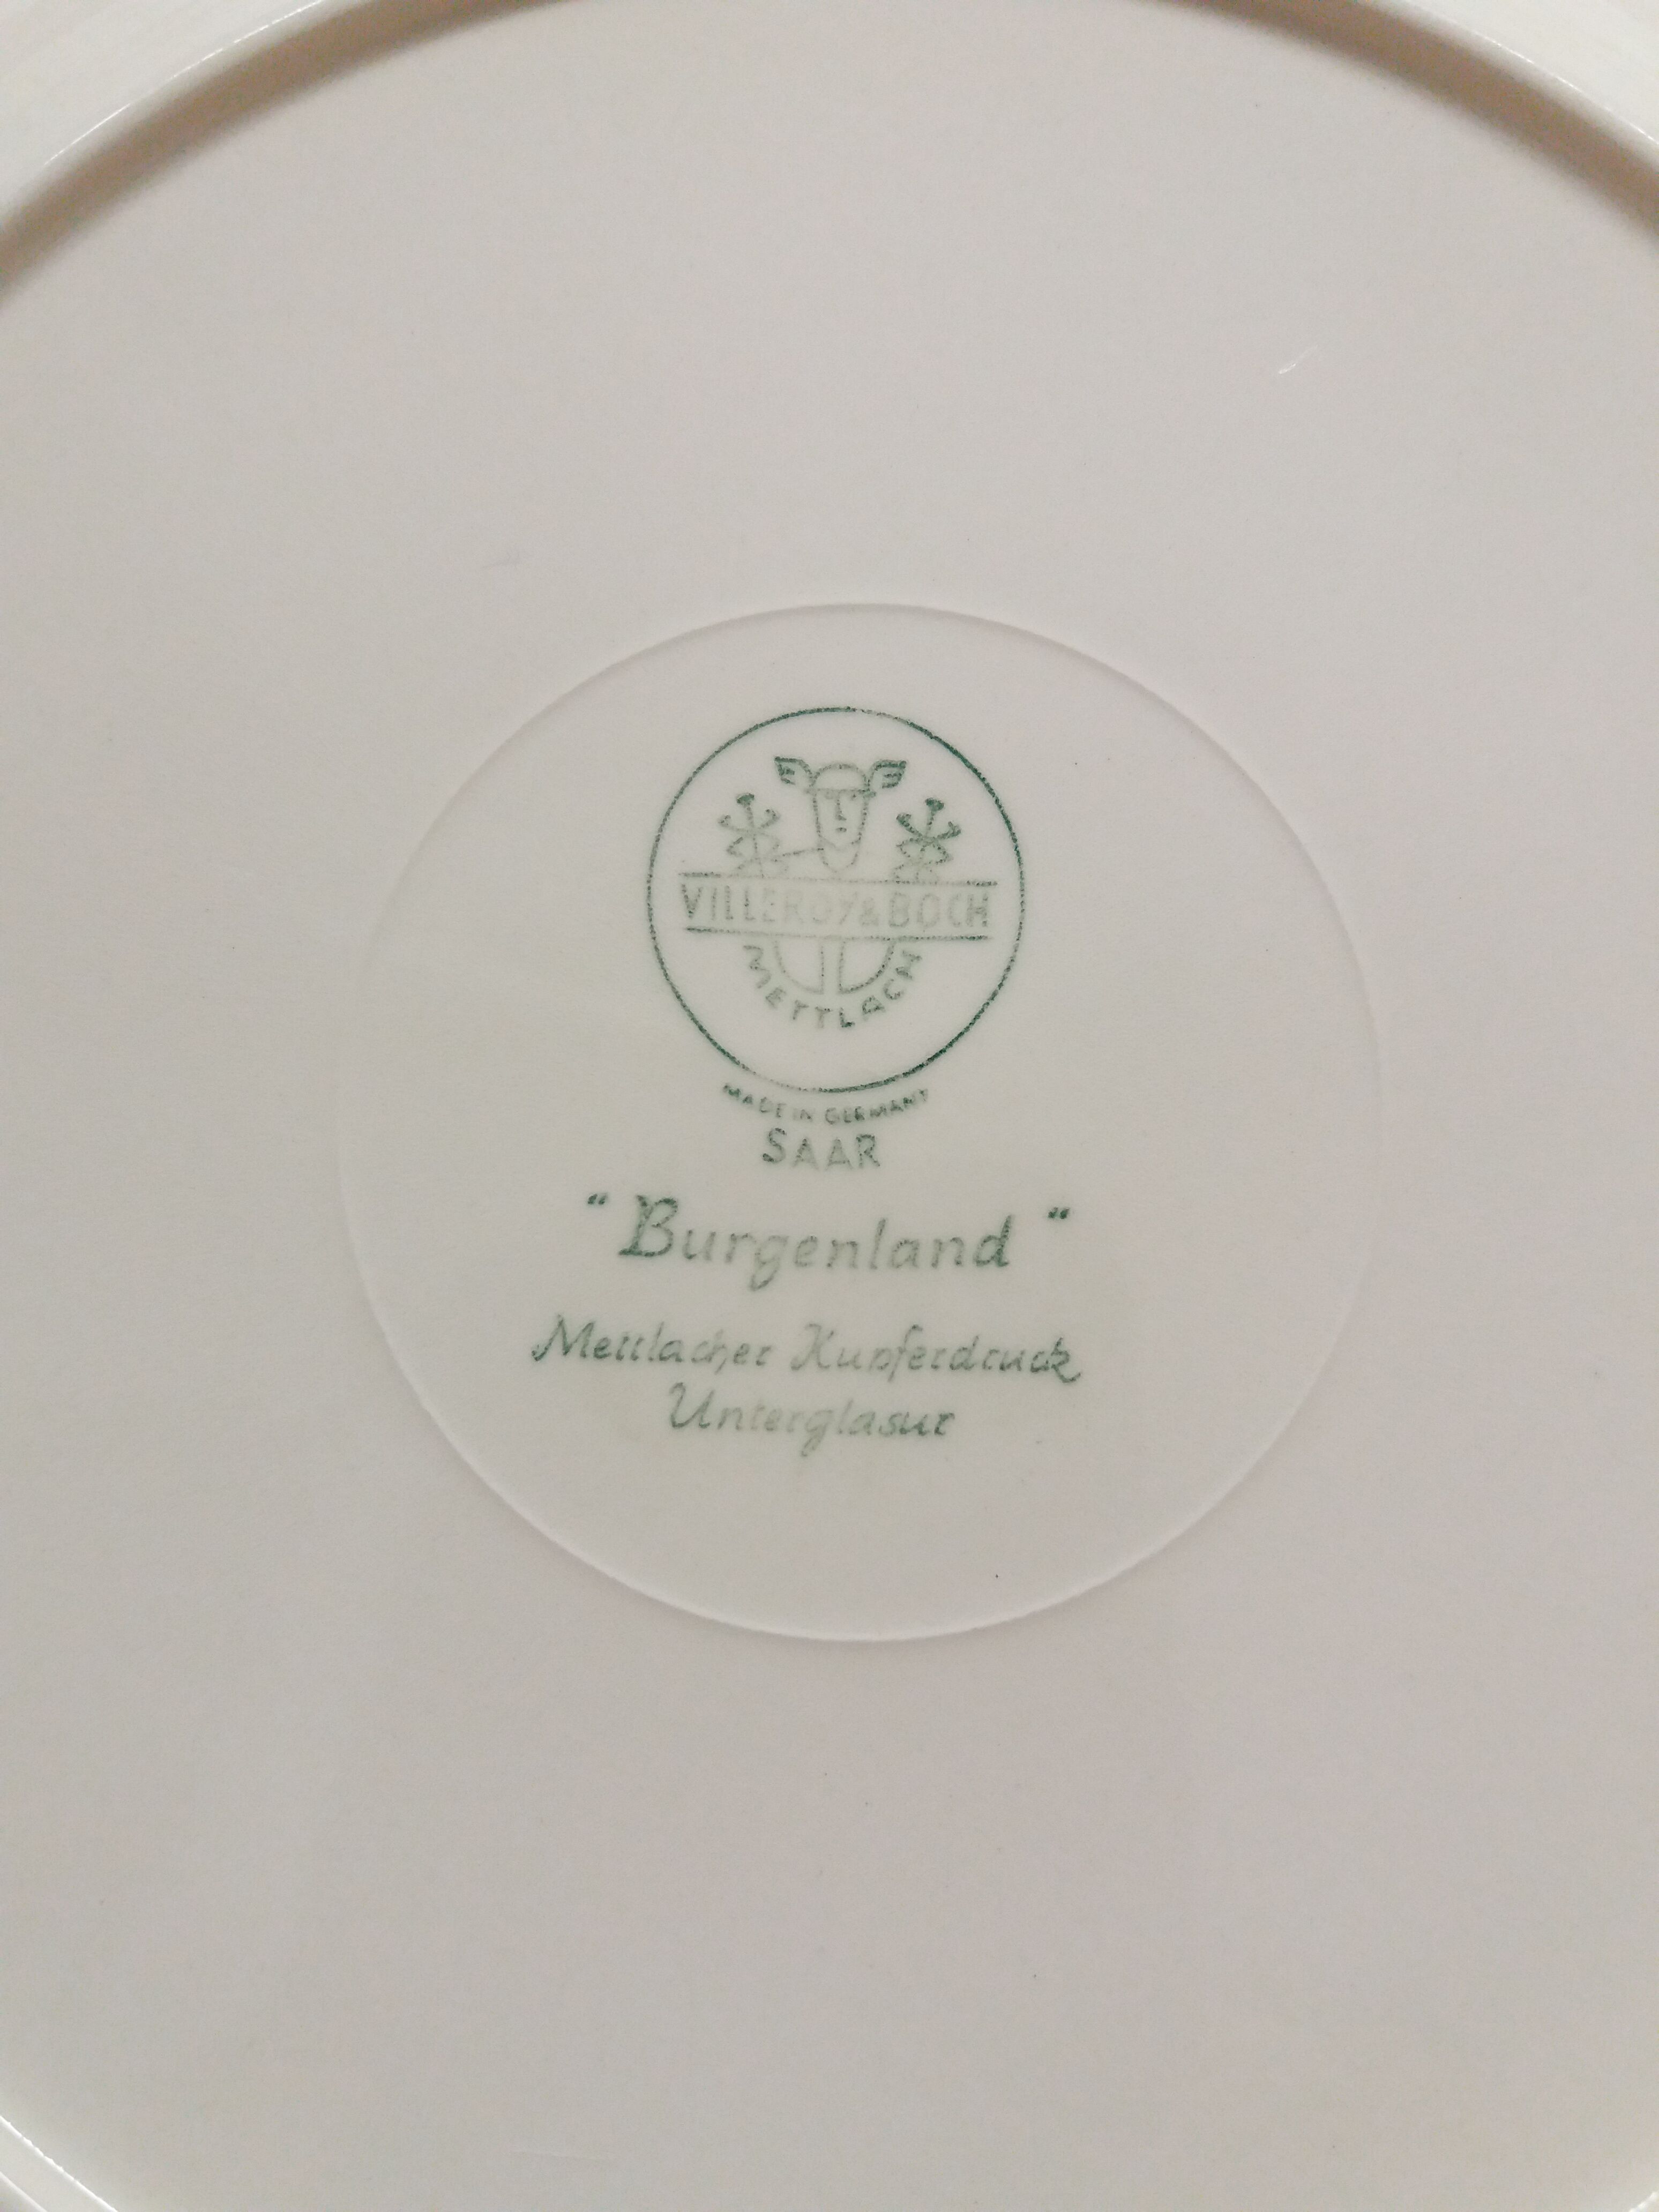 VILLEROY & BOCH
METTLACH
MADE IN GERMANY
SAAR
"Burgenland"
Mettlacher Kupferdruck
Unterglasur